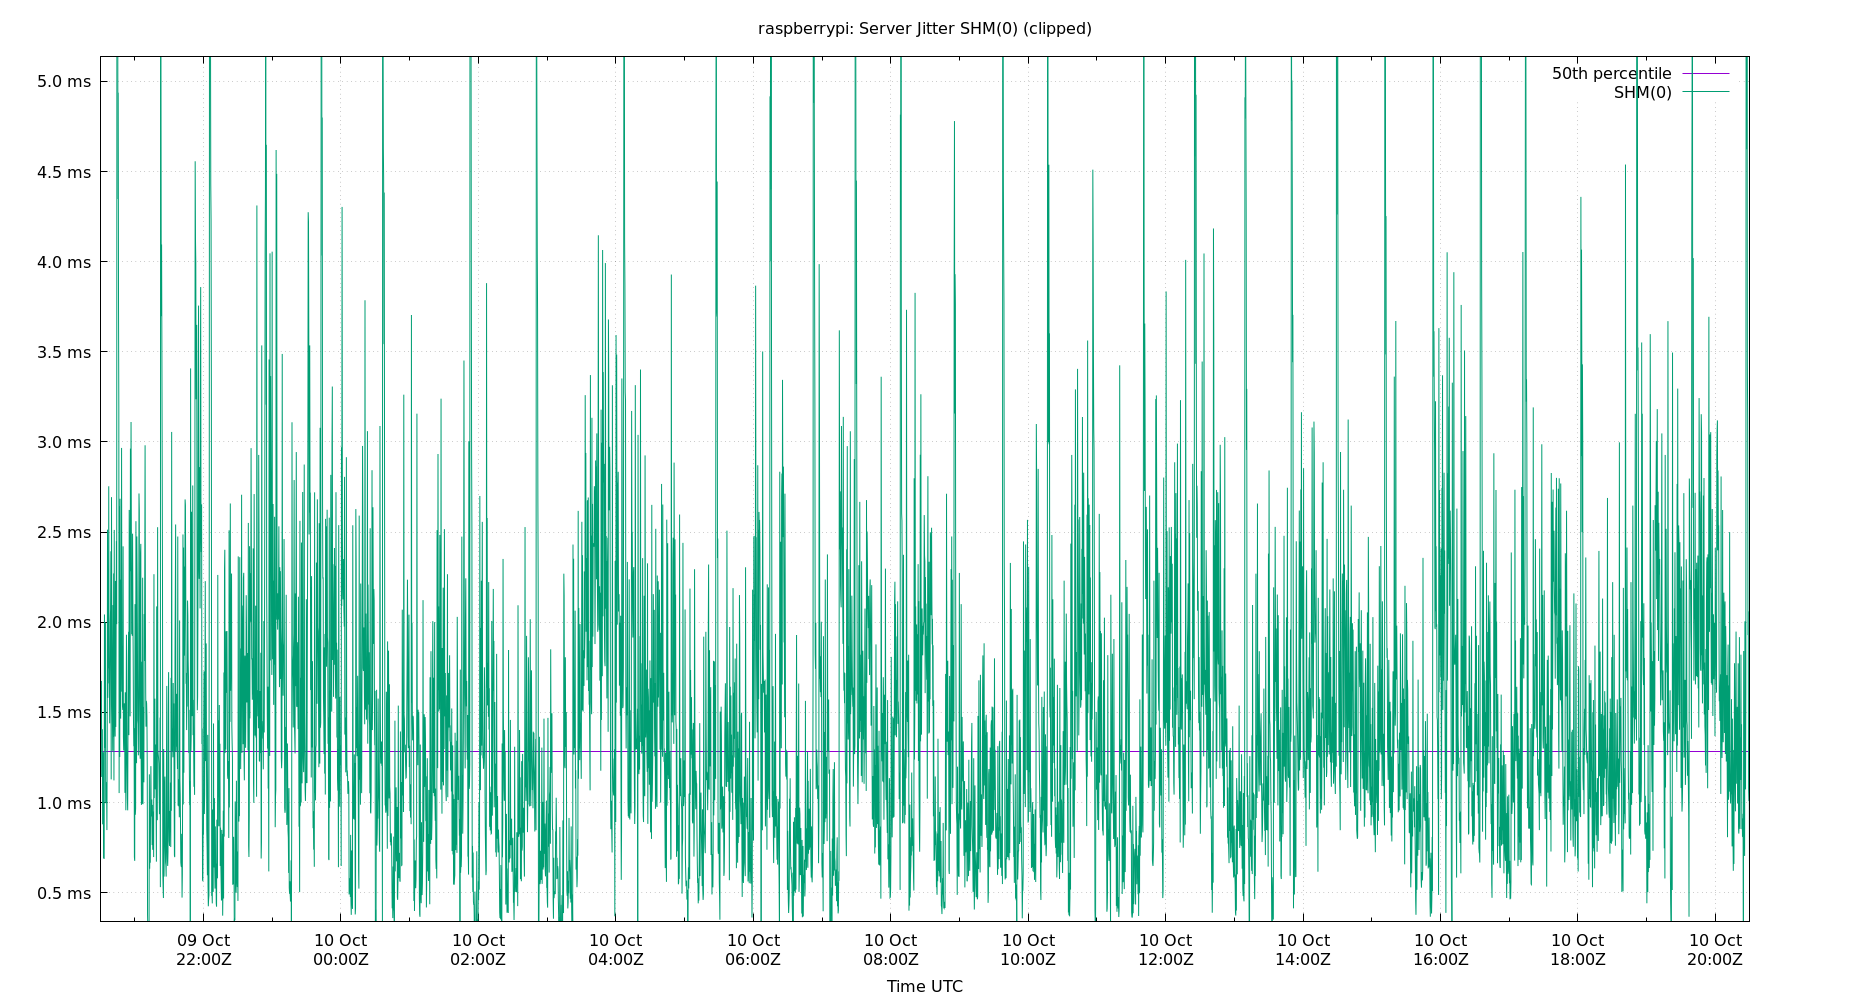 raspberrypi: Server Jitter SHM(0) (clipped)
50th percentile
SHM(0)
5.0 ms
4.5 ms
4.0 ms
3.5 ms
3.0 ms
2.5 ms
2.0 ms
1.5 ms
1.0 ms
0.5 ms
09 Oct 10 Oct 10 Oct 10 Oct 10 Oct 10 Oct 10 Oct 10 Oct 10 Oct 10 Oct 10 Oct 10 Oct
22:00Z 00:00Z 02:00Z 04:00Z 06:00Z 08:00Z 10:00Z 12:00Z 14:00Z 16:00Z 18:00Z 20:00Z
Time UTC